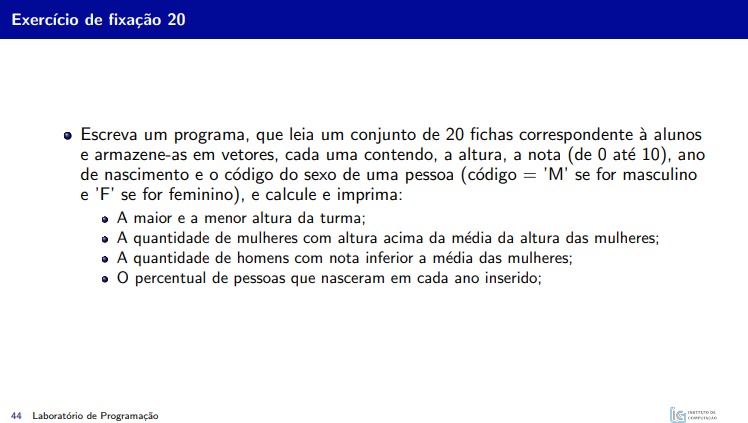 Exercício de fixação 20
Escreva um programa, que leia um conjunto de 20 fichas correspondente à alunos
e armazene-as em vetores, cada uma contendo, a altura, a nota (de 0 até 10), ano
de nascimento e o código do sexo de uma pessoa (código = 'M' se for masculino
e 'F' se for feminino), e calcule e imprima:
A maior e a menor altura da turma;
A quantidade de mulheres com altura acima da média da altura das mulheres;
A quantidade de homens com nota inferior a média das mulheres;
O percentual de pessoas que nasceram em cada ano inserido;
44 Laboratório de Programação
INSTITUTO DE
COMPUTAÇÃO